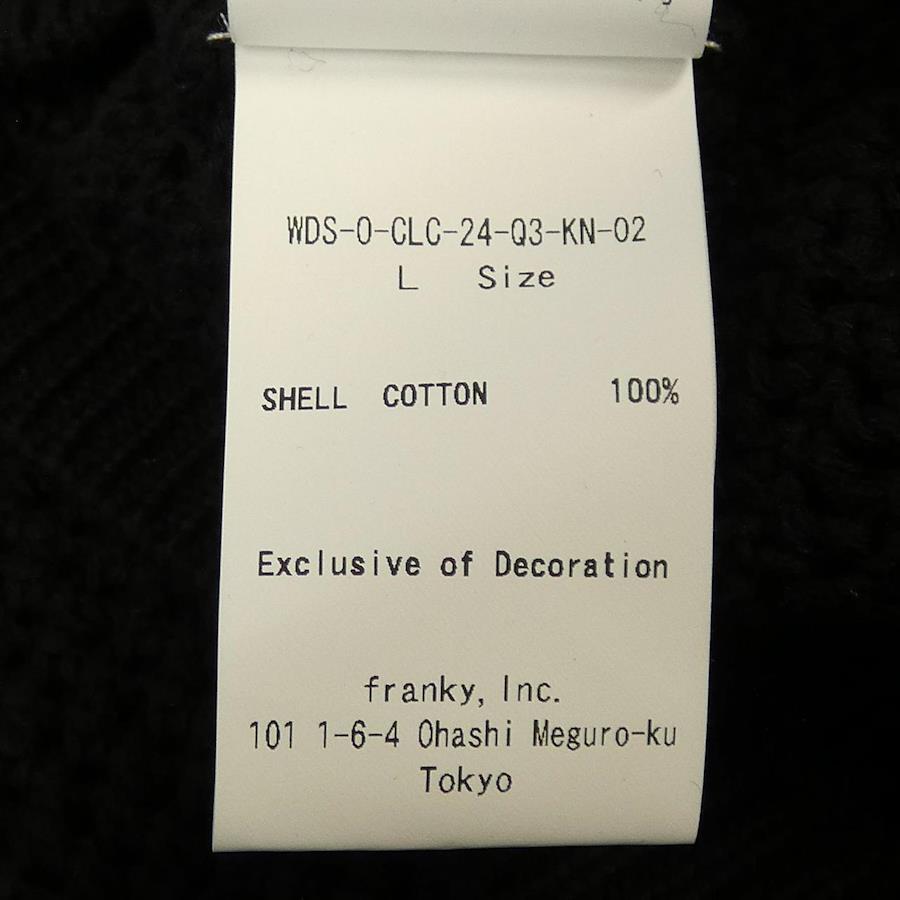 WDS-O-CLC-24-Q3-KN-02
L Size
SHELL COTTON 100%
Exclusive of Decoration
franky, Inc.
101 1-6-4 Ohashi Meguro-ku
Tokyo